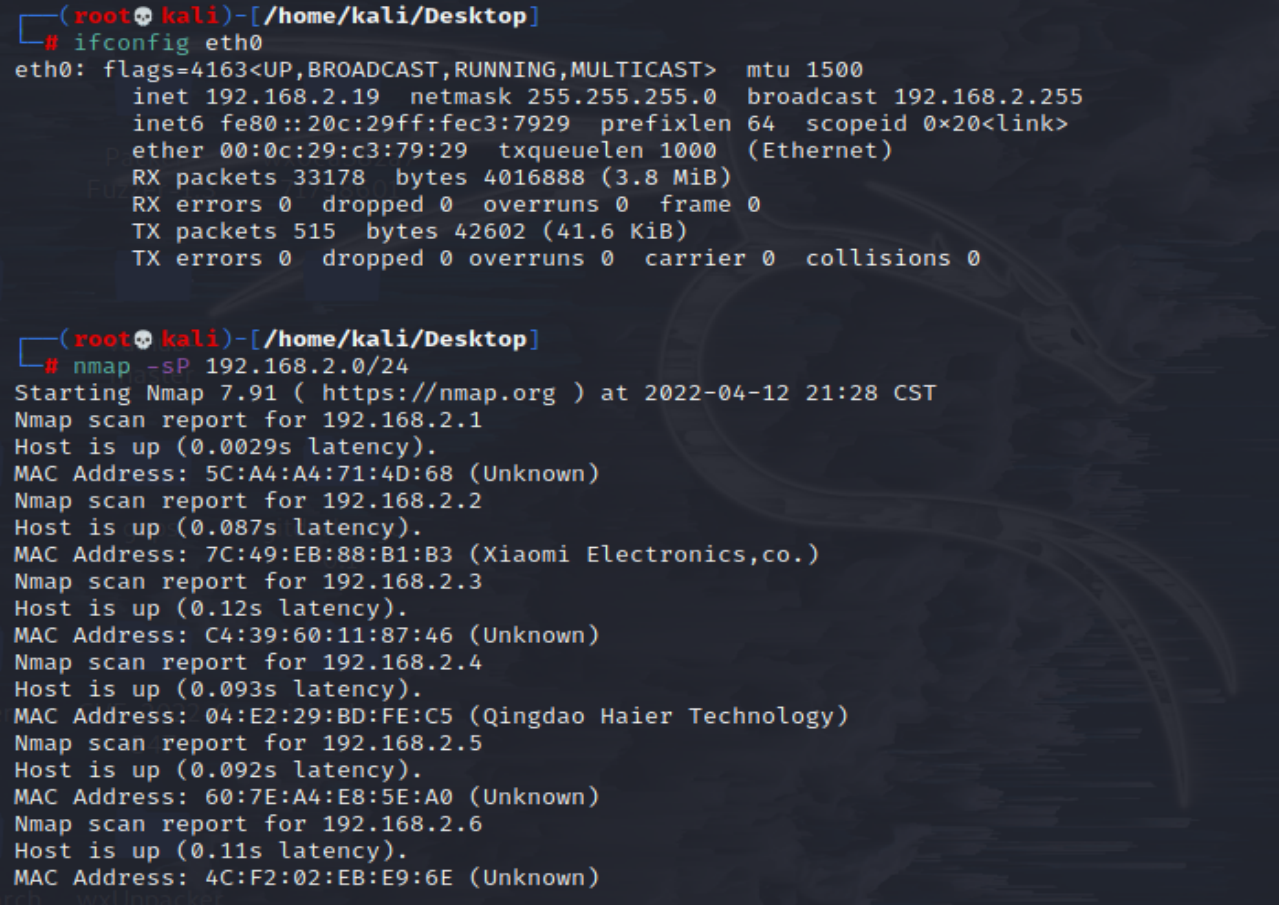 (root💀kali)-[/home/kali/Desktop]
# ifconfig eth0
eth0: flags=4163<UP,BROADCAST,RUNNING,MULTICAST>  mtu 1500
        inet 192.168.2.19  netmask 255.255.255.0  broadcast 192.168.2.255
        inet6 fe80::20c:29ff:fec3:7929  prefixlen 64  scopeid 0×20<link>
        ether 00:0c:29:c3:79:29  txqueuelen 1000  (Ethernet)
        RX packets 33178  bytes 4016888 (3.8 MiB)
        RX errors 0  dropped 0  overruns 0  frame 0
        TX packets 515  bytes 42602 (41.6 KiB)
        TX errors 0  dropped 0 overruns 0  carrier 0  collisions 0
(root💀kali)-[/home/kali/Desktop]
# nmap -sP 192.168.2.0/24
Starting Nmap 7.91 ( https://nmap.org ) at 2022-04-12 21:28 CST
Nmap scan report for 192.168.2.1
Host is up (0.0029s latency).
MAC Address: 5C:A4:A4:71:4D:68 (Unknown)
Nmap scan report for 192.168.2.2
Host is up (0.087s latency).
MAC Address: 7C:49:EB:88:B1:B3 (Xiaomi Electronics,co.)
Nmap scan report for 192.168.2.3
Host is up (0.12s latency).
MAC Address: C4:39:60:11:87:46 (Unknown)
Nmap scan report for 192.168.2.4
Host is up (0.093s latency).
MAC Address: 04:E2:29:BD:FE:C5 (Qingdao Haier Technology)
Nmap scan report for 192.168.2.5
Host is up (0.092s latency).
MAC Address: 60:7E:A4:E8:5E:A0 (Unknown)
Nmap scan report for 192.168.2.6
Host is up (0.11s latency).
MAC Address: 4C:F2:02:EB:E9:6E (Unknown)